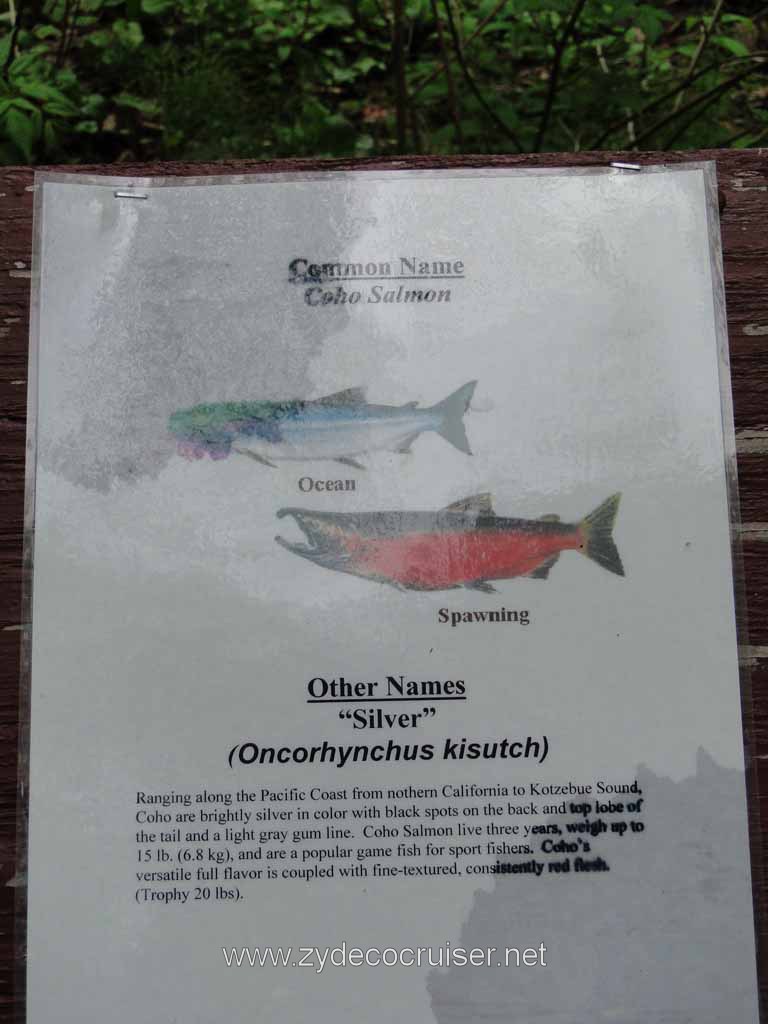 Common Name
Coho Salmon
Ocean
Spawning
Other Names
“Silver”
(Oncorhynchus kisutch)
Ranging along the Pacific Coast from nothern California to Kotzebue Sound,
Coho are brightly silver in color with black spots on the back and top lobe of
the tail and a light gray gum line. Coho Salmon live three years, weigh up to
15 lb. (6.8 kg), and are a popular game fish for sport fishers. Coho's
versatile full flavor is coupled with fine-textured, consistently red flesh.
(Trophy 20 lbs).
www.zydecocruiser.net